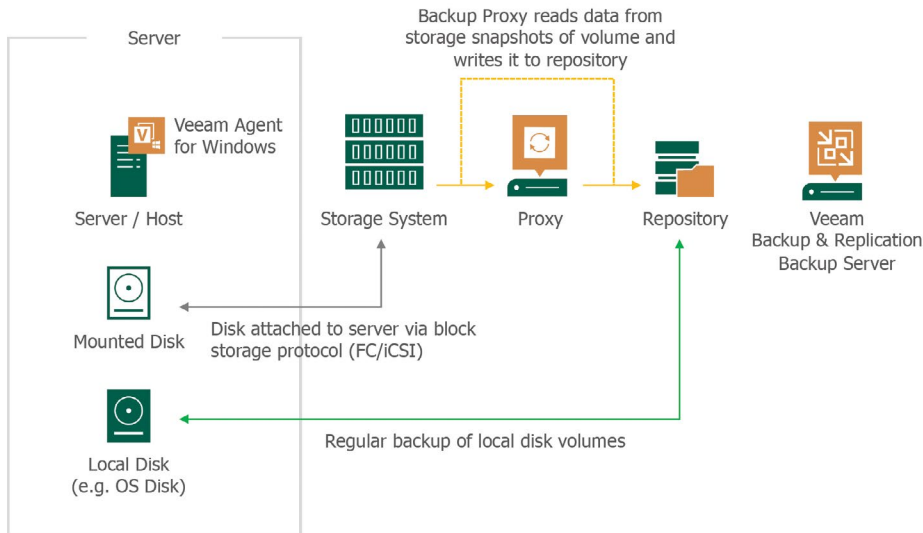 Backup Proxy reads data from
storage snapshots of volume and
writes it to repository
Server
V
Veeam Agent
for Windows
Server / Host
Storage System
Proxy
Repository
Veeam
Backup & Replication
Backup Server
Mounted Disk
Disk attached to server via block
storage protocol (FC/iCSI)
Regular backup of local disk volumes
Local Disk
(e.g. OS Disk)